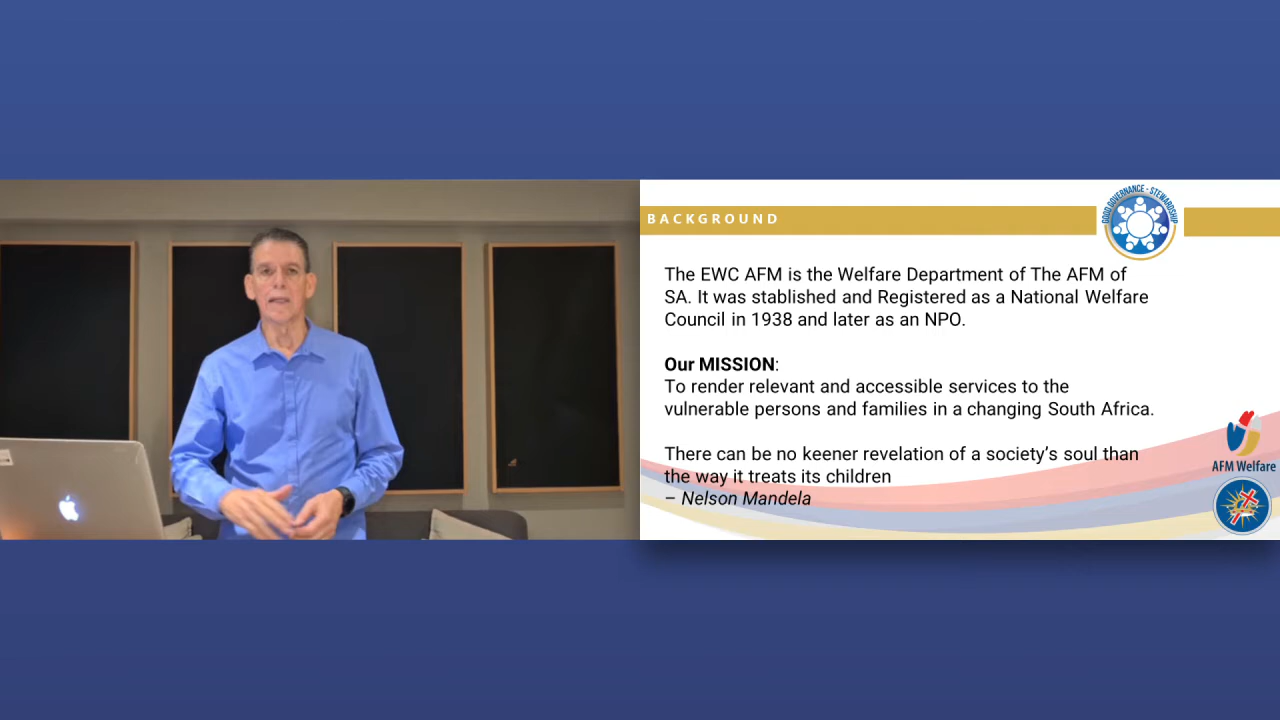 BACKGROUND
GOOD GOVERNANCE - STEWARDSHIP
The EWC AFM is the Welfare Department of The AFM of
SA. It was stablished and Registered as a National Welfare
Council in 1938 and later as an NPO.
Our MISSION:
To render relevant and accessible services to the
vulnerable persons and families in a changing South Africa.
There can be no keener revelation of a society's soul than
the way it treats its children
– Nelson Mandela
AFM Welfare